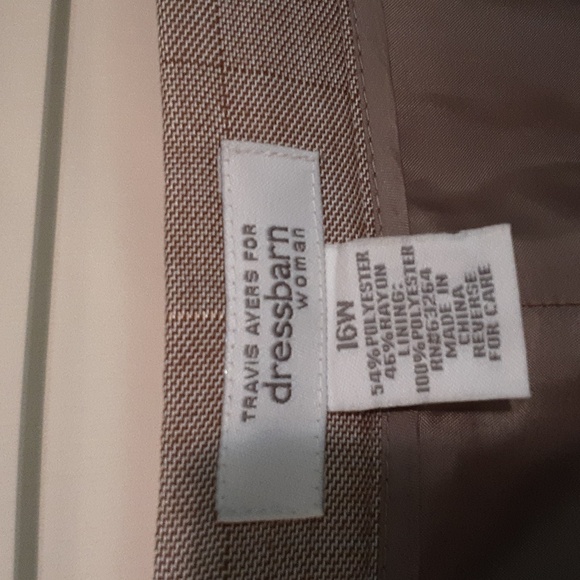 TRAVIS AYERS FOR
dressbarn
woman
16W
54%POLYESTER
46%RAYON
LINING:
100%POLYESTER
RN#63264
MADE IN
CHINA
REVERSE
FOR CARE